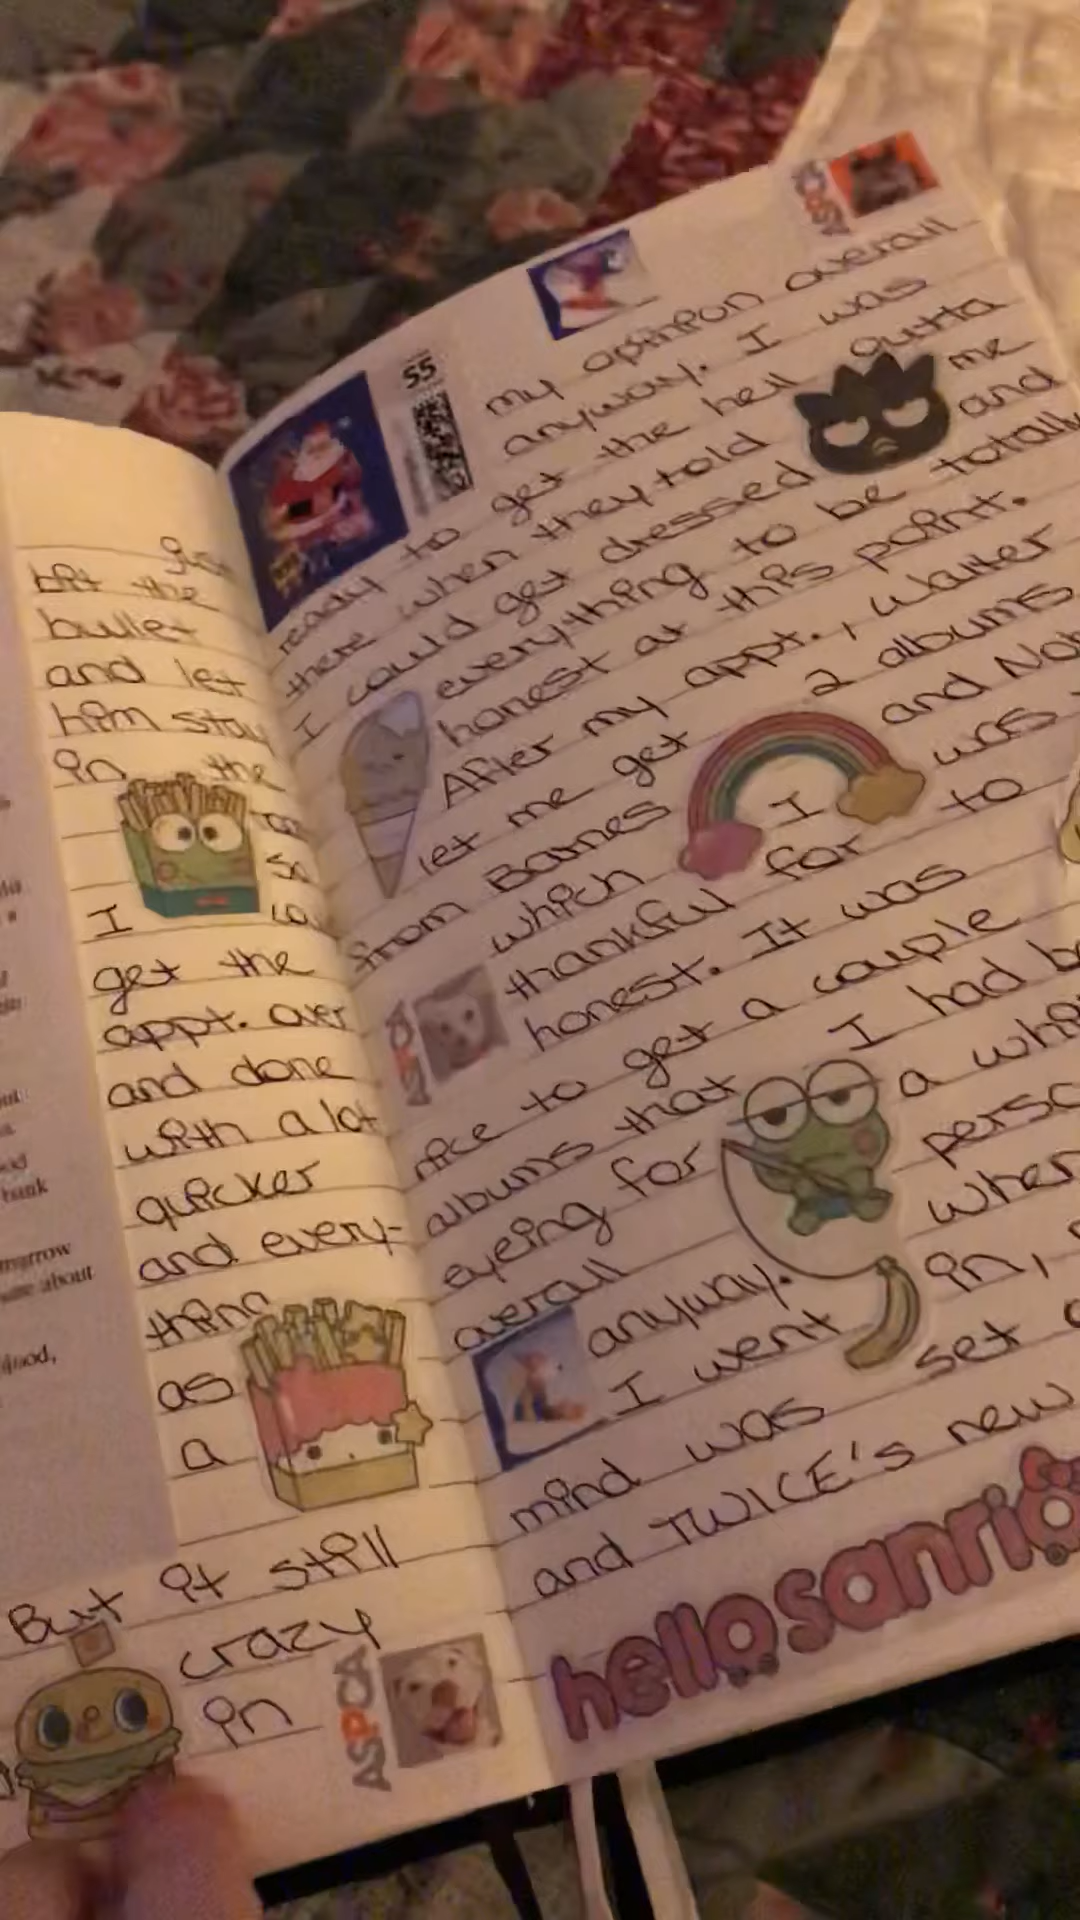 bit the
bullet
and let
him stay
in the
I
get the
appt. over
and done
with a lot
quicker
and every-
thing
as
a
But it still
crazy
in
ASPCA
ASPCA
55
my opinion overall
anyway. I was
ready to get the hell outta
there when they told me
I could get dressed and
everything to be totally
honest at this point.
After my appt., Walter
let me get 2 albums
from Barnes and
which I was
thankful for to
honest. It was
nice to get a couple
albums that I had
eyeing for a
overall
anyway.
I went in,
mind was set
and TWICE's new
hello sanrio
ASPCA